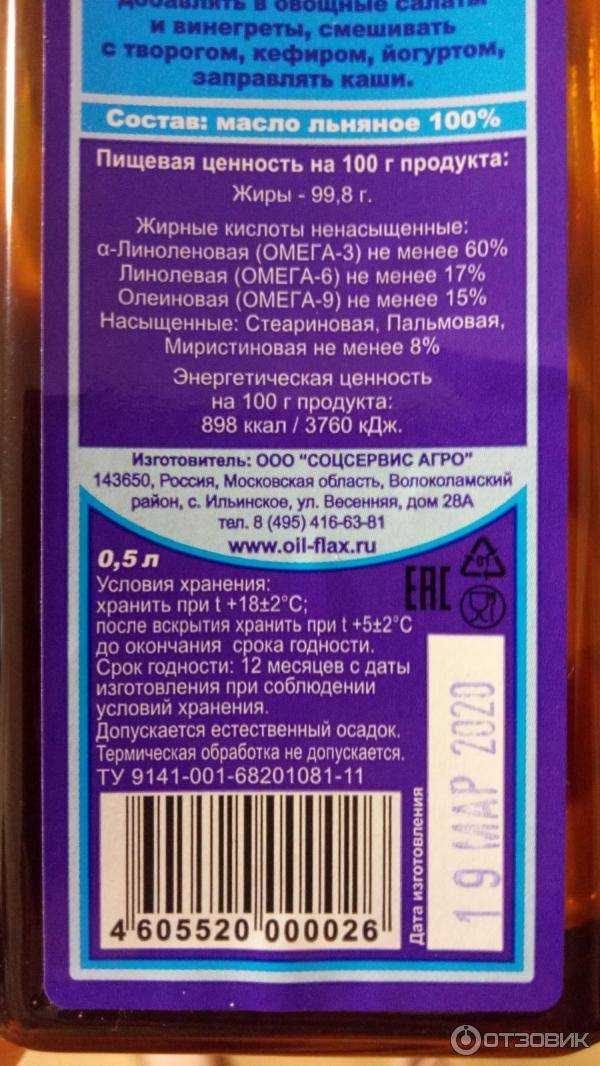 добавлять в овощные салаты
и винегреты, смешивать
с творогом, кефиром, йогуртом,
заправлять каши.
Состав: масло льняное 100%
Пищевая ценность на 100 г продукта:
Жиры - 99,8 г.
Жирные кислоты ненасыщенные:
α-Линоленовая (ОМЕГА-3) не менее 60%
Линолевая (ОМЕГА-6) не менее 17%
Олеиновая (ОМЕГА-9) не менее 15%
Насыщенные: Стеариновая, Пальмовая,
Миристиновая не менее 8%
Энергетическая ценность
на 100 г продукта:
898 ккал / 3760 кДж.
Изготовитель: ООО "СОЦСЕРВИС АГРО"
143650, Россия, Московская область, Волоколамский
район, с. Ильинское, ул. Весенняя, дом 28А
тел. 8 (495) 416-63-81
www.oil-flax.ru
0,5 л
Условия хранения:
хранить при t +18±2°С;
после вскрытия хранить при t +5±2°С
до окончания срока годности.
Срок годности: 12 месяцев с даты
изготовления при соблюдении
условий хранения.
Допускается естественный осадок.
Термическая обработка не допускается.
ТУ 9141-001-68201081-11
EAC
01
Дата изготовления
19 МАР 2020
4 605520 000026
ОТЗОВИК